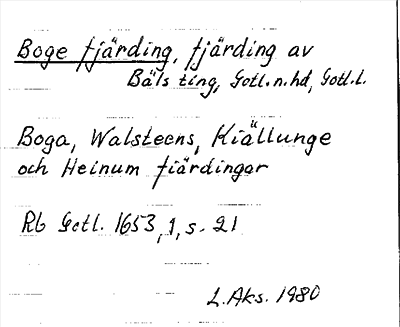 Boge fjärding, fjärding av
Bäls ting, Gotl. n. hd, Gotl. l.
Boga, Walsteens, Kiällunge
och Heinum fiärdingar
Rb Gotl. 1653, 1, s. 21
L. Aks. 1980